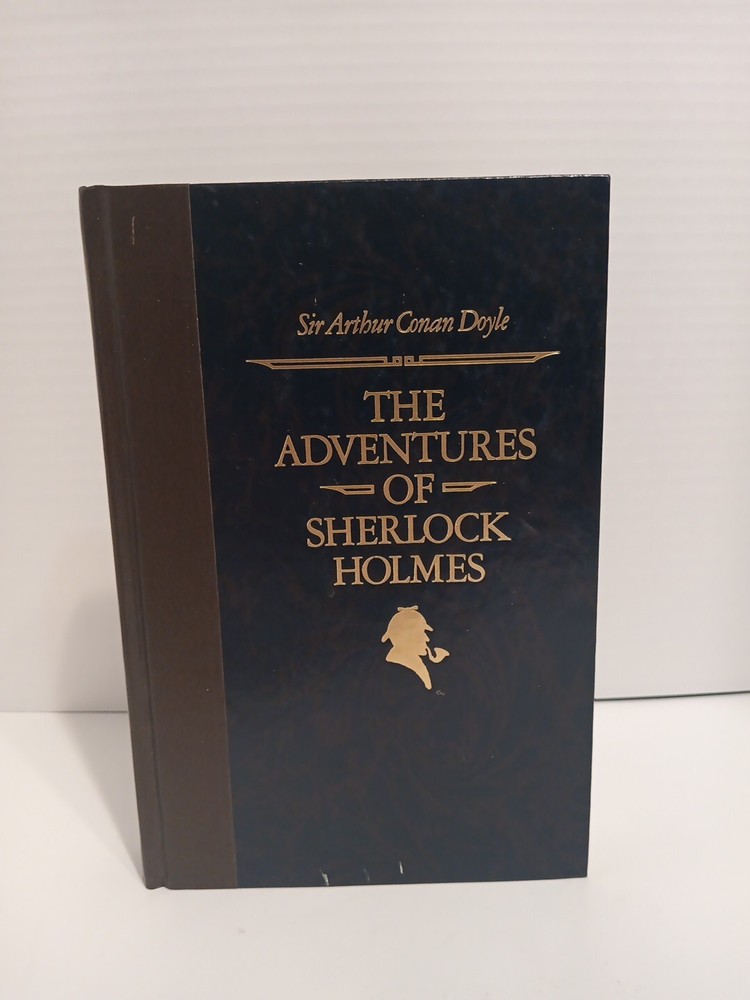 Sir Arthur Conan Doyle
THE
ADVENTURES
OF
SHERLOCK
HOLMES